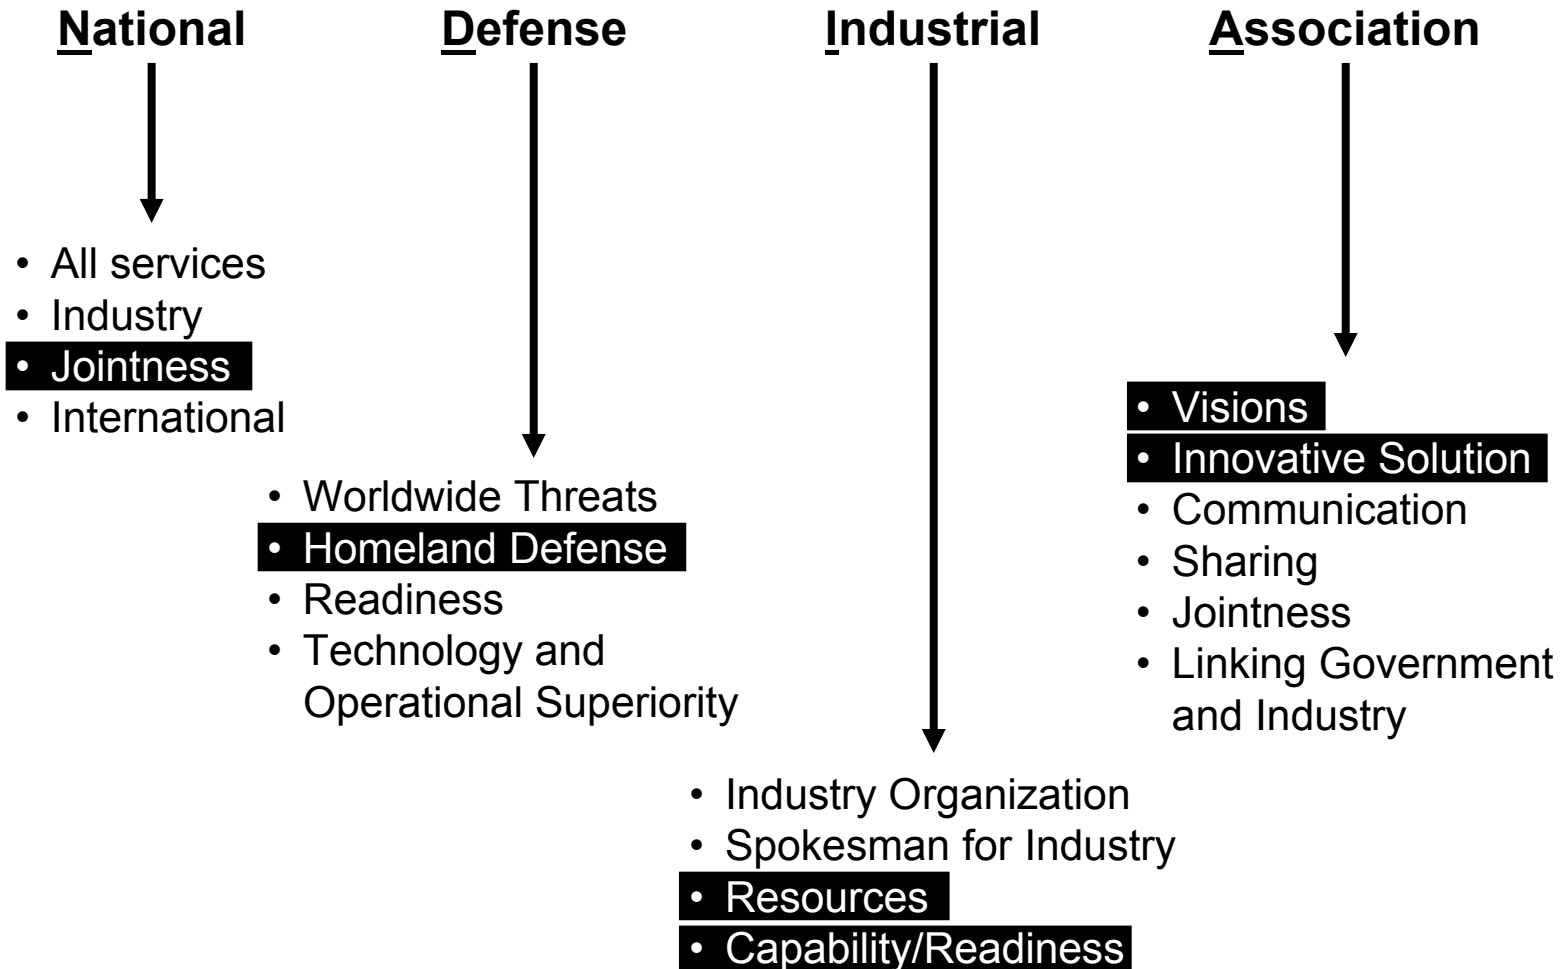 National Defense Industrial Association
• All services
• Industry
• Jointness
• International
• Worldwide Threats
• Homeland Defense
• Readiness
• Technology and
Operational Superiority
• Industry Organization
• Spokesman for Industry
• Resources
• Capability/Readiness
• Visions
• Innovative Solution
• Communication
• Sharing
• Jointness
• Linking Government
and Industry